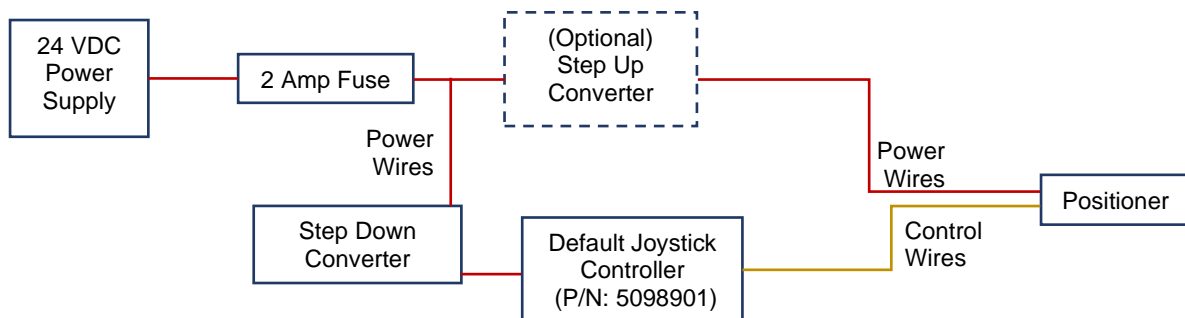 24 VDC
Power
Supply
2 Amp Fuse
(Optional)
Step Up
Converter
Power
Wires
Power
Wires
Positioner
Step Down
Converter
Default Joystick
Controller
(P/N: 5098901)
Control
Wires